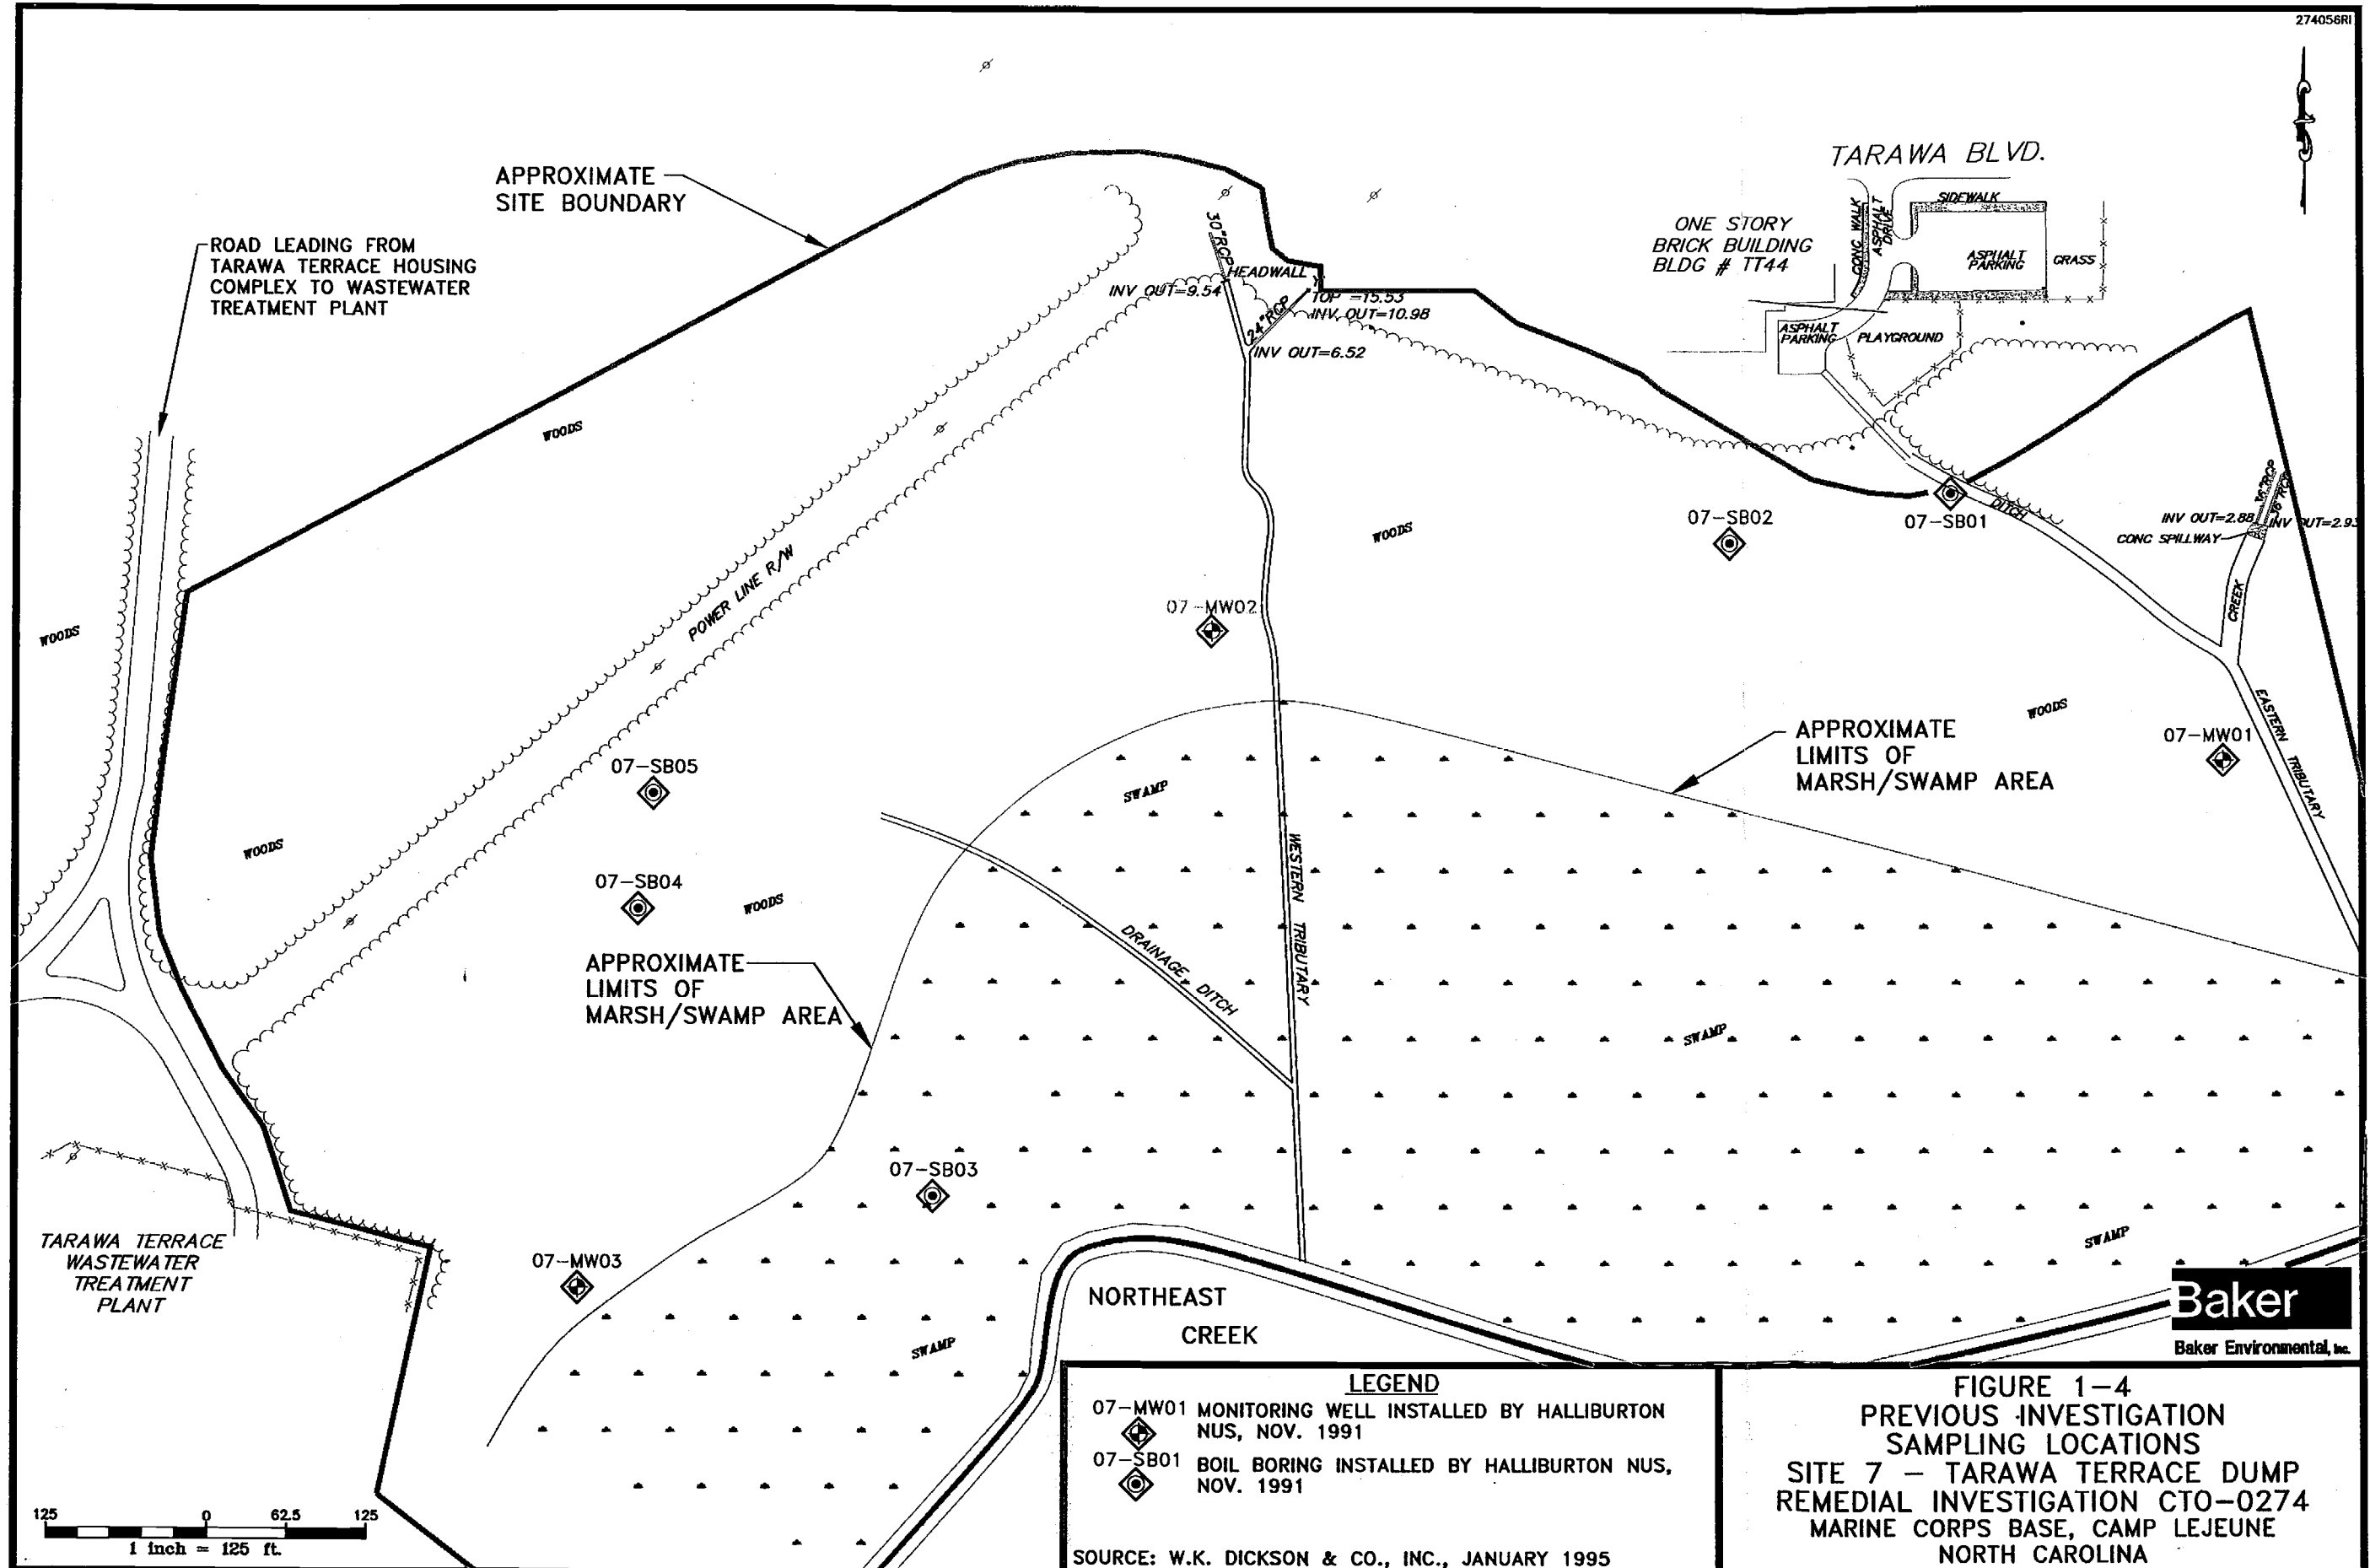 274056RI
TARAWA BLVD.
APPROXIMATE
SITE BOUNDARY
ROAD LEADING FROM
TARAWA TERRACE HOUSING
COMPLEX TO WASTEWATER
TREATMENT PLANT
ONE STORY
BRICK BUILDING
BLDG # TT44
CONC WALK
ASPHALT
DRIVE
SIDEWALK
ASPHALT
PARKING
GRASS
ASPHALT
PARKING
PLAYGROUND
30"RCP
HEADWALL
INV OUT=9.54
24"RCP
TOP =15.53
INV. OUT=10.98
INV OUT=6.52
WOODS
WOODS
WOODS
POWER LINE R/W
07-SB02
07-SB01
DITCH
36"RCP
36"RCP
INV OUT=2.88
INV OUT=2.93
CONC SPILLWAY
CREEK
07-MW02
EASTERN TRIBUTARY
WOODS
07-MW01
APPROXIMATE
LIMITS OF
MARSH/SWAMP AREA
07-SB05
SWAMP
WOODS
07-SB04
WOODS
WESTERN TRIBUTARY
DRAINAGE DITCH
APPROXIMATE
LIMITS OF
MARSH/SWAMP AREA
SWAMP
07-SB03
TARAWA TERRACE
WASTEWATER
TREATMENT
PLANT
07-MW03
SWAMP
NORTHEAST
CREEK
SWAMP
Baker
Baker Environmental, Inc.
LEGEND
07-MW01 MONITORING WELL INSTALLED BY HALLIBURTON
NUS, NOV. 1991
07-SB01 BOIL BORING INSTALLED BY HALLIBURTON NUS,
NOV. 1991
SOURCE: W.K. DICKSON & CO., INC., JANUARY 1995
125 0 62.5 125
1 inch = 125 ft.
FIGURE 1-4
PREVIOUS INVESTIGATION
SAMPLING LOCATIONS
SITE 7 - TARAWA TERRACE DUMP
REMEDIAL INVESTIGATION CTO-0274
MARINE CORPS BASE, CAMP LEJEUNE
NORTH CAROLINA